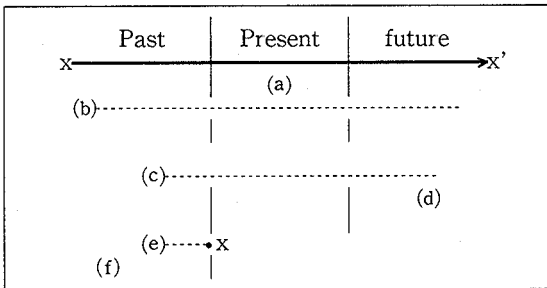 Past Present future
x x'
(a)
(b)
(c)
(d)
(e) x
(f)